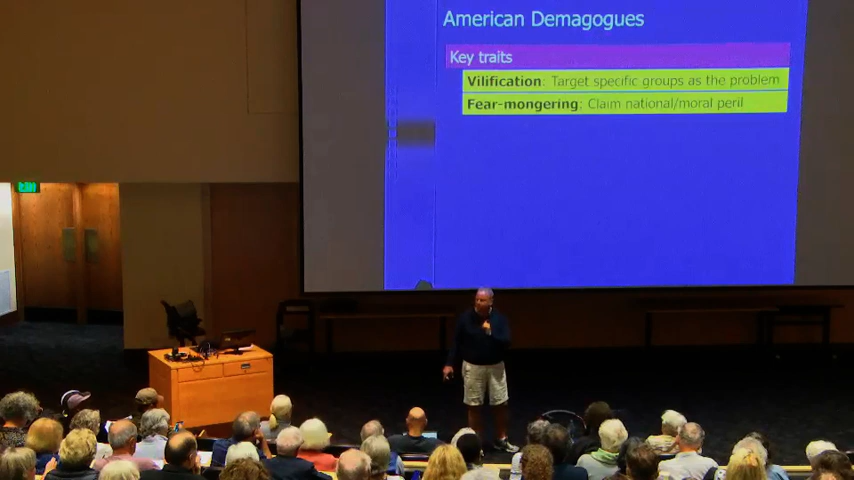 American Demagogues
Key traits
Vilification: Target specific groups as the problem
Fear-mongering: Claim national/moral peril